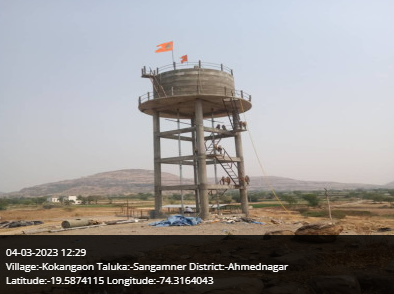 04-03-2023 12:29
Village:-Kokangaon Taluka:-Sangamner District:-Ahmednagar
Latitude:-19.5874115 Longitude:-74.3164043